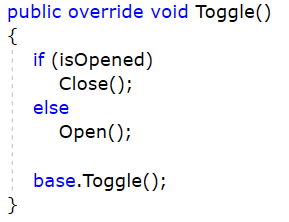 public override void Toggle()
{
    if (isOpened)
        Close();
    else
        Open();

    base.Toggle();
}